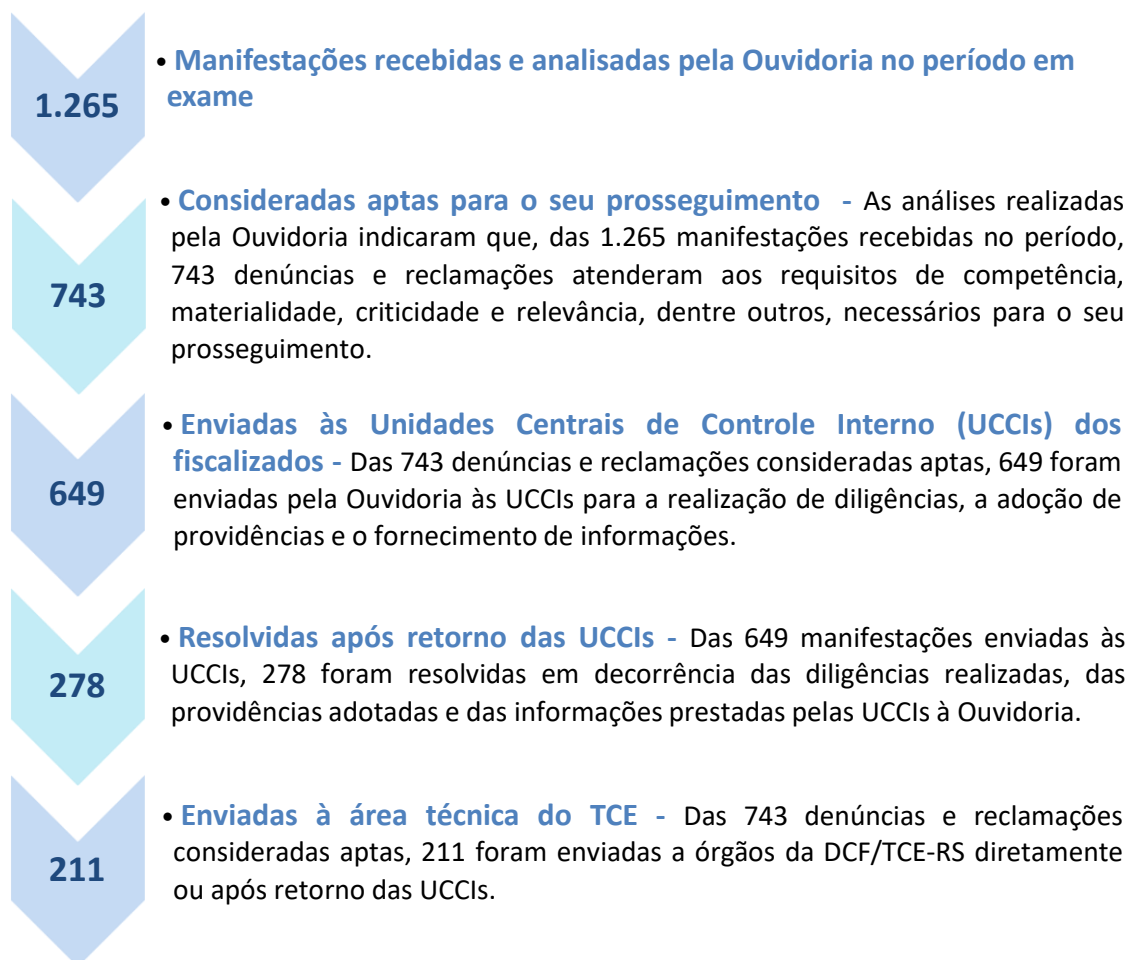 • Manifestações recebidas e analisadas pela Ouvidoria no período em
exame
1.265
• Consideradas aptas para o seu prosseguimento - As análises realizadas
pela Ouvidoria indicaram que, das 1.265 manifestações recebidas no período,
743 denúncias e reclamações atenderam aos requisitos de competência,
materialidade, criticidade e relevância, dentre outros, necessários para o seu
prosseguimento.
743
• Enviadas às Unidades Centrais de Controle Interno (UCCIs) dos
fiscalizados - Das 743 denúncias e reclamações consideradas aptas, 649 foram
enviadas pela Ouvidoria às UCCIs para a realização de diligências, a adoção de
providências e o fornecimento de informações.
649
• Resolvidas após retorno das UCCIs - Das 649 manifestações enviadas às
UCCIs, 278 foram resolvidas em decorrência das diligências realizadas, das
providências adotadas e das informações prestadas pelas UCCIs à Ouvidoria.
278
• Enviadas à área técnica do TCE - Das 743 denúncias e reclamações
consideradas aptas, 211 foram enviadas a órgãos da DCF/TCE-RS diretamente
ou após retorno das UCCIs.
211